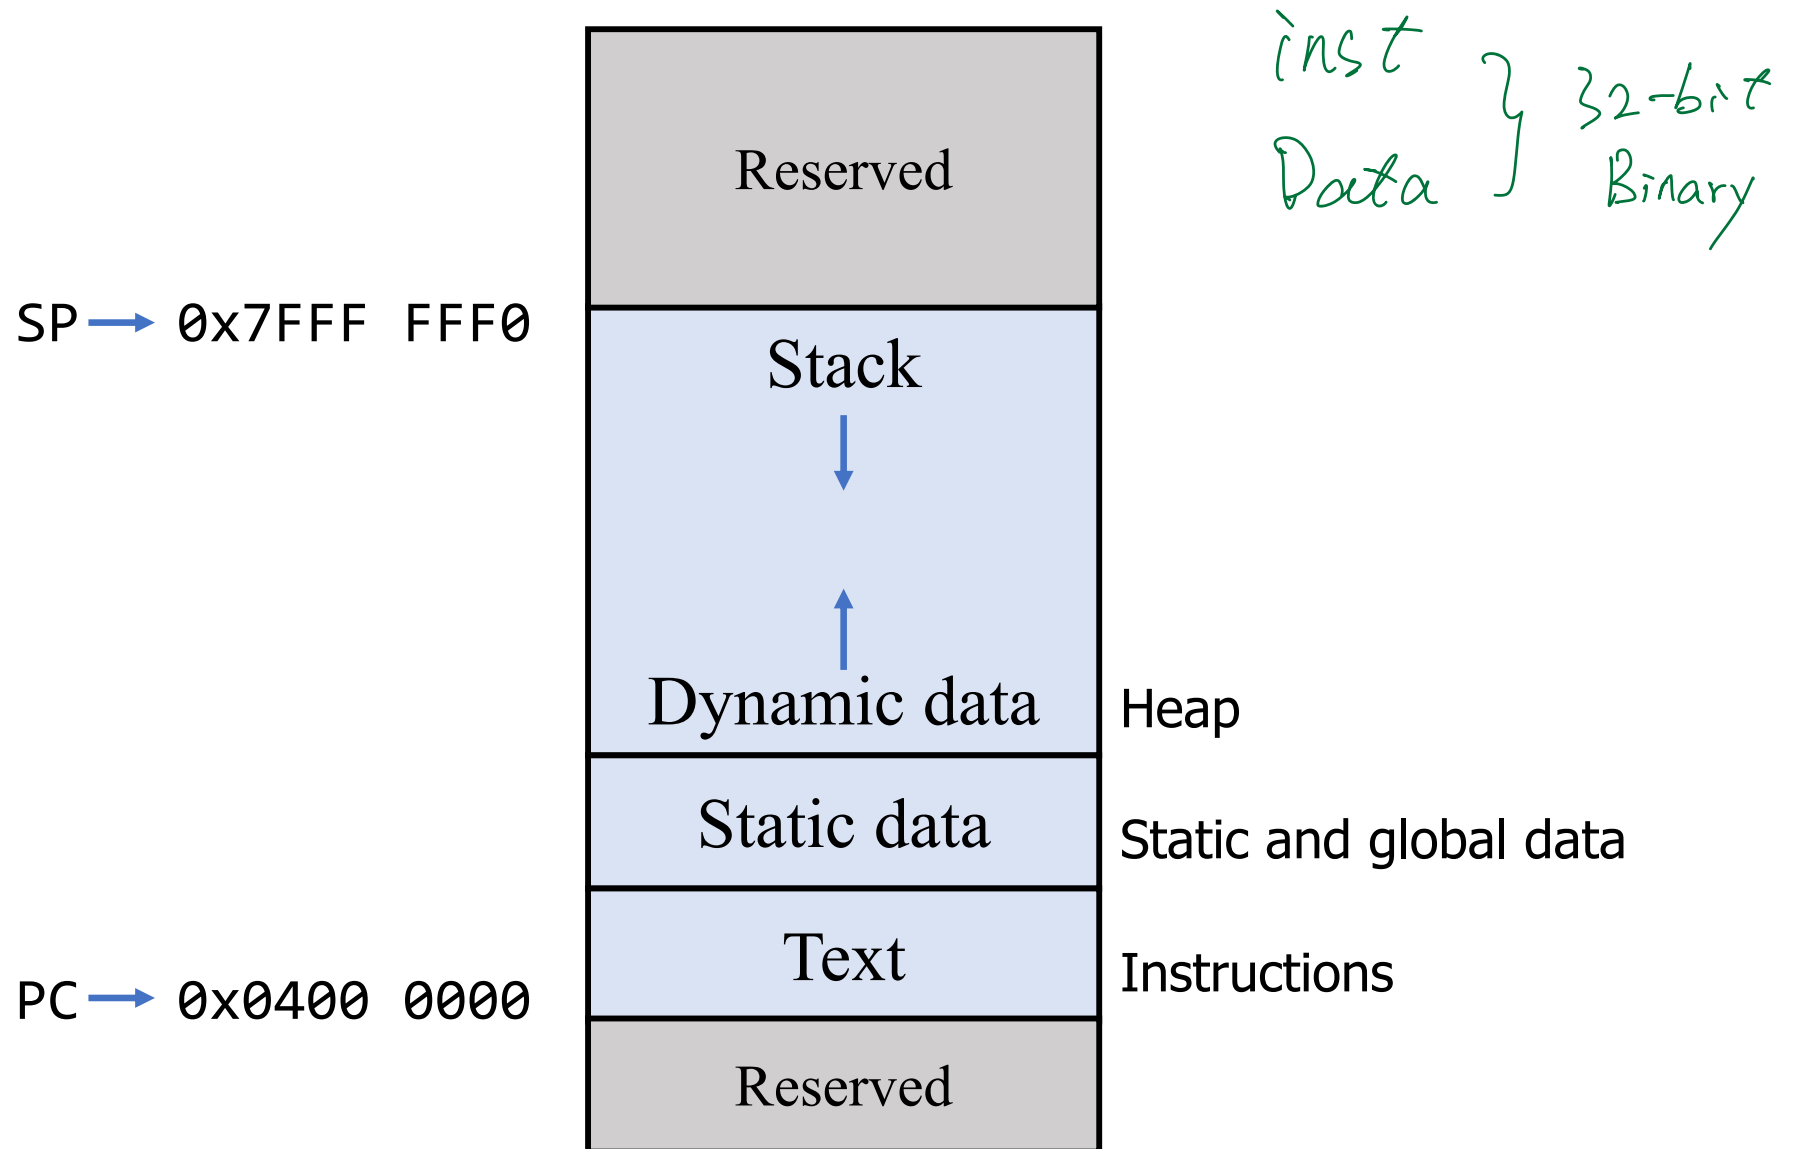 inst
Data
32-bit
Binary
Reserved
SP 0x7FFF FFF0
Stack
Dynamic data
Heap
Static data
Static and global data
Text
Instructions
PC 0x0400 0000
Reserved